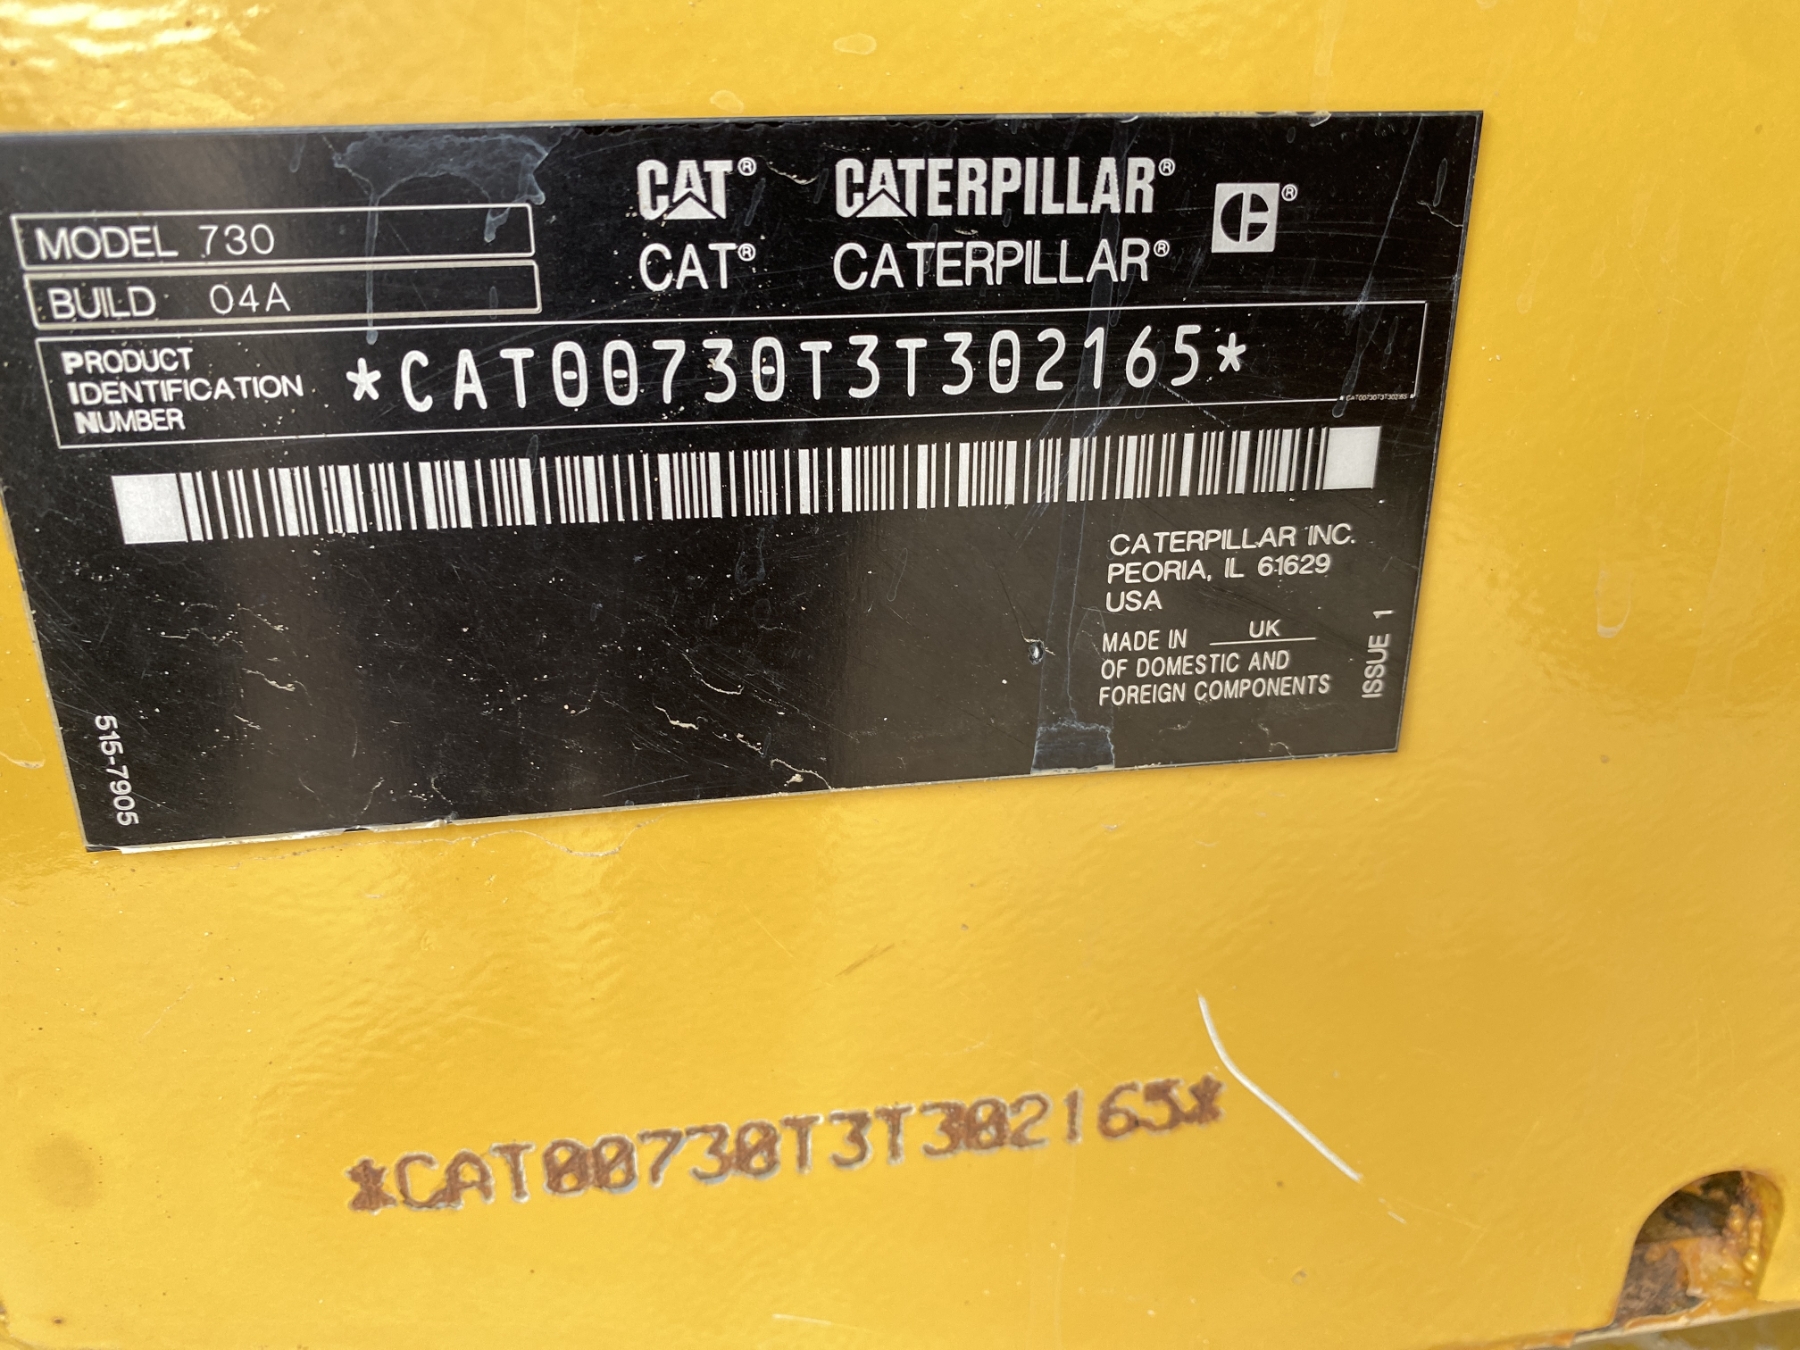 CAT® CATERPILLAR®
CAT® CATERPILLAR® ®
MODEL 730
BUILD 04A
PRODUCT
IDENTIFICATION
NUMBER
*CAT00730T3T302165*
CAT00730T3T302165
CATERPILLAR INC.
PEORIA, IL 61629
USA
MADE IN UK
OF DOMESTIC AND
FOREIGN COMPONENTS
ISSUE 1
515-7905
*CAT00730T3T302165*